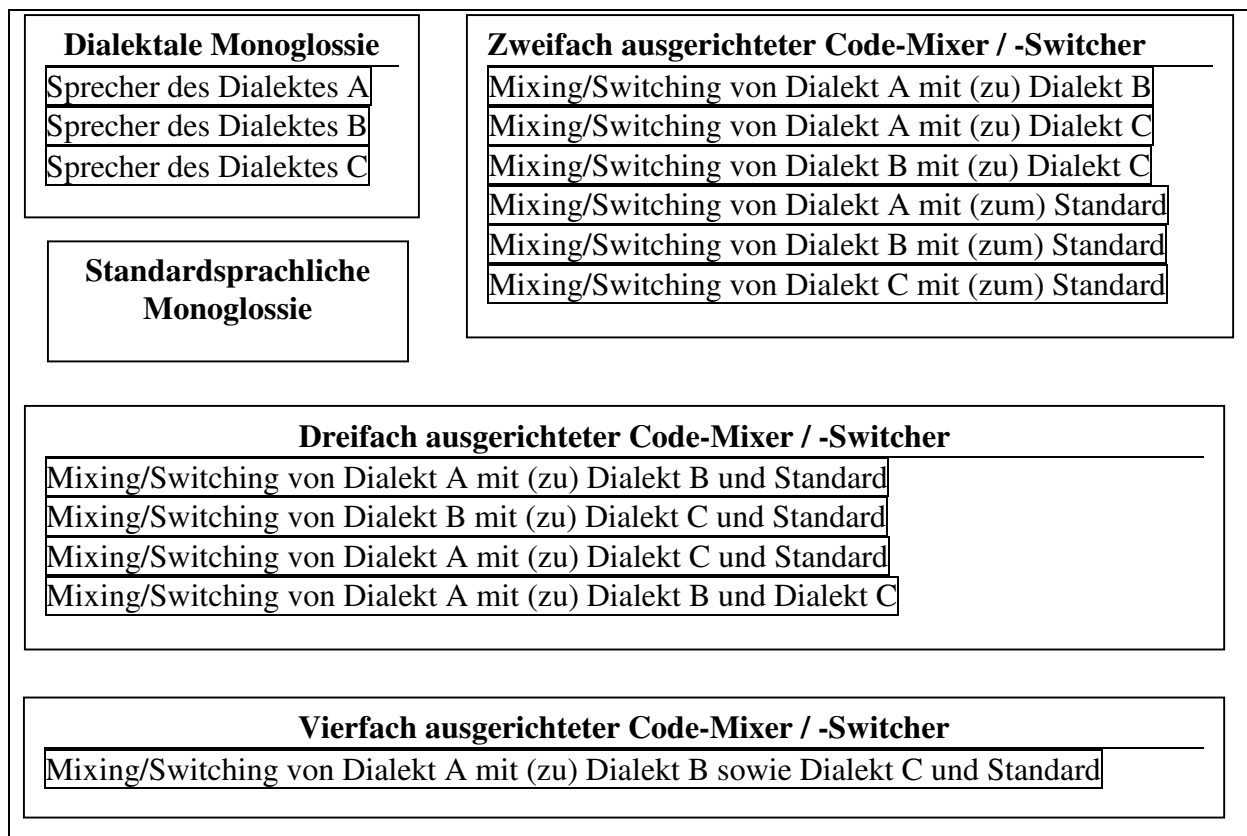 Dialektale Monoglossie
Sprecher des Dialektes A
Sprecher des Dialektes B
Sprecher des Dialektes C
Standardsprachliche
Monoglossie
Zweifach ausgerichteter Code-Mixer / -Switcher
Mixing/Switching von Dialekt A mit (zu) Dialekt B
Mixing/Switching von Dialekt A mit (zu) Dialekt C
Mixing/Switching von Dialekt B mit (zu) Dialekt C
Mixing/Switching von Dialekt A mit (zum) Standard
Mixing/Switching von Dialekt B mit (zum) Standard
Mixing/Switching von Dialekt C mit (zum) Standard
Dreifach ausgerichteter Code-Mixer / -Switcher
Mixing/Switching von Dialekt A mit (zu) Dialekt B und Standard
Mixing/Switching von Dialekt B mit (zu) Dialekt C und Standard
Mixing/Switching von Dialekt A mit (zu) Dialekt C und Standard
Mixing/Switching von Dialekt A mit (zu) Dialekt B und Dialekt C
Vierfach ausgerichteter Code-Mixer / -Switcher
Mixing/Switching von Dialekt A mit (zu) Dialekt B sowie Dialekt C und Standard